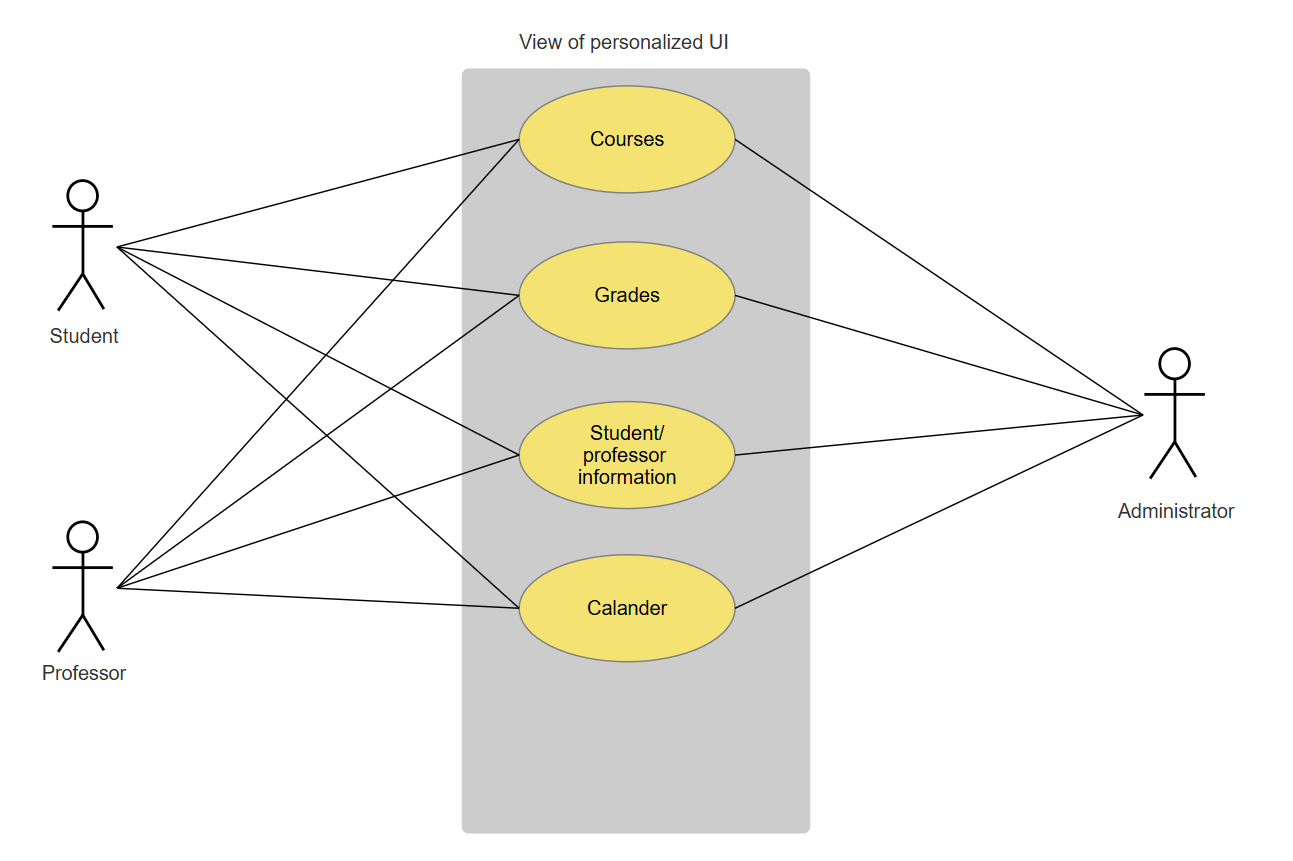 View of personalized UI
Courses
Grades
Student/
professor
information
Calander
Student
Professor
Administrator